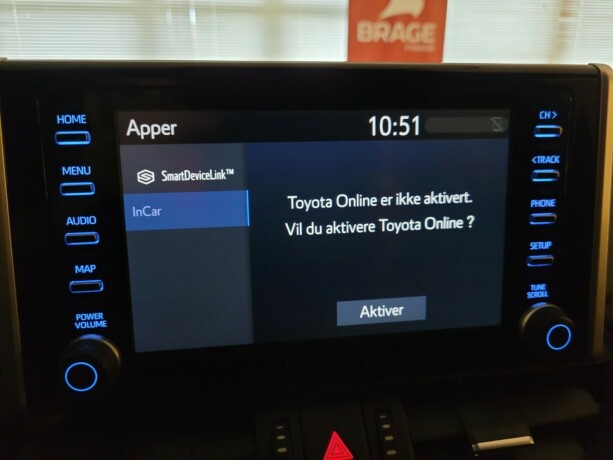 BRAGE
HOME
MENU
AUDIO
MAP
POWER
VOLUME
Apper
10:51
SmartDeviceLink™
InCar
Toyota Online er ikke aktivert.
Vil du aktivere Toyota Online ?
Aktiver
CH >
< TRACK
PHONE
SETUP
TUNE
SCROLL